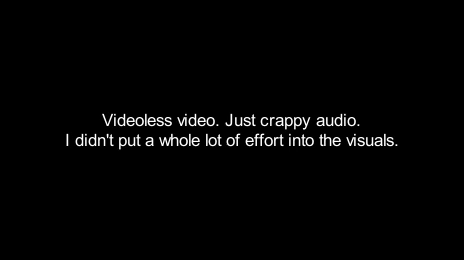 Videoless video. Just crappy audio.
I didn't put a whole lot of effort into the visuals.